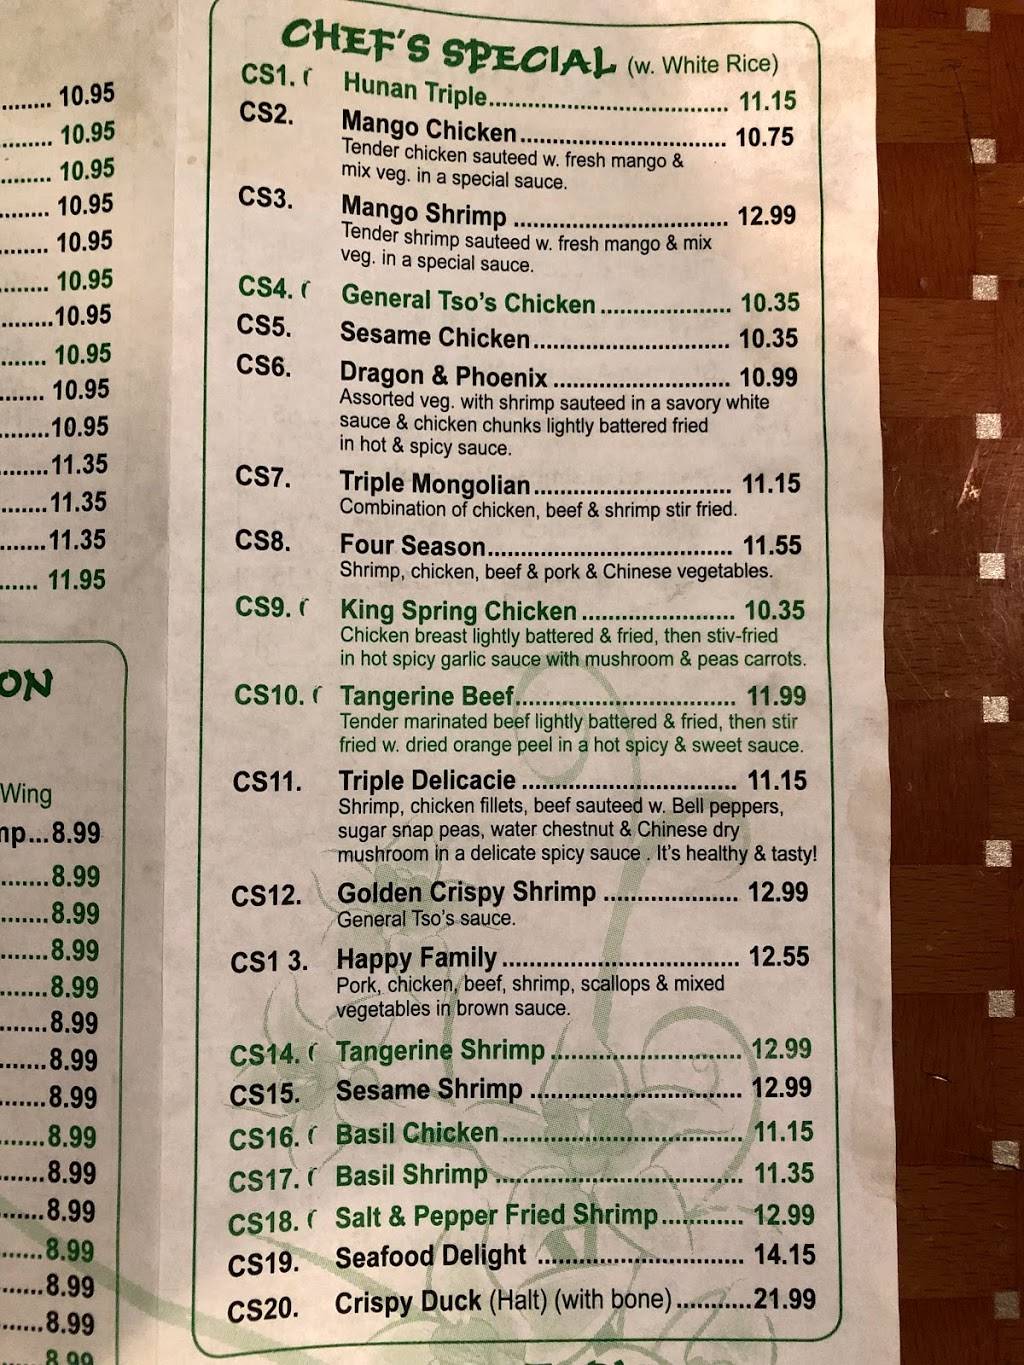 CHEF'S SPECIAL (w. White Rice)
CS1. Hunan Triple.................................. 11.15
CS2. Mango Chicken............................. 10.75
Tender chicken sauteed w. fresh mango &
mix veg. in a special sauce.
CS3. Mango Shrimp .............................. 12.99
Tender shrimp sauteed w. fresh mango & mix
veg. in a special sauce.
CS4. General Tso's Chicken ................... 10.35
CS5. Sesame Chicken............................ 10.35
CS6. Dragon & Phoenix ......................... 10.99
Assorted veg. with shrimp sauteed in a savory white
sauce & chicken chunks lightly battered fried
in hot & spicy sauce.
CS7. Triple Mongolian............................ 11.15
Combination of chicken, beef & shrimp stir fried.
CS8. Four Season................................... 11.55
Shrimp, chicken, beef & pork & Chinese vegetables.
CS9. King Spring Chicken ...................... 10.35
Chicken breast lightly battered & fried, then stiv-fried
in hot spicy garlic sauce with mushroom & peas carrots.
CS10. Tangerine Beef............................... 11.99
Tender marinated beef lightly battered & fried, then stir
fried w. dried orange peel in a hot spicy & sweet sauce.
CS11. Triple Delicacie ............................... 11.15
Shrimp, chicken fillets, beef sauteed w. Bell peppers,
sugar snap peas, water chestnut & Chinese dry
mushroom in a delicate spicy sauce . It's healthy & tasty!
CS12. Golden Crispy Shrimp ................... 12.99
General Tso's sauce.
CS1 3. Happy Family .................................. 12.55
Pork, chicken, beef, shrimp, scallops & mixed
vegetables in brown sauce.
CS14. Tangerine Shrimp........................... 12.99
CS15. Sesame Shrimp .............................. 12.99
CS16. Basil Chicken.................................. 11.15
CS17. Basil Shrimp ................................... 11.35
CS18. Salt & Pepper Fried Shrimp............ 12.99
CS19. Seafood Delight ............................. 14.15
CS20. Crispy Duck (Halt) (with bone)...........21.99
........ 10.95
........ 10.95
........ 10.95
........ 10.95
........ 10.95
........ 10.95
........10.95
....... 10.95
....... 10.95
........10.95
........11.35
........11.35
........11.35
...... 11.95
ON
Wing
mp...8.99
.......8.99
.......8.99
.......8.99
.......8.99
.......8.99
.......8.99
.......8.99
.......8.99
.......8.99
.......8.99
......8.99
.......8.99
.......8.99
8.99